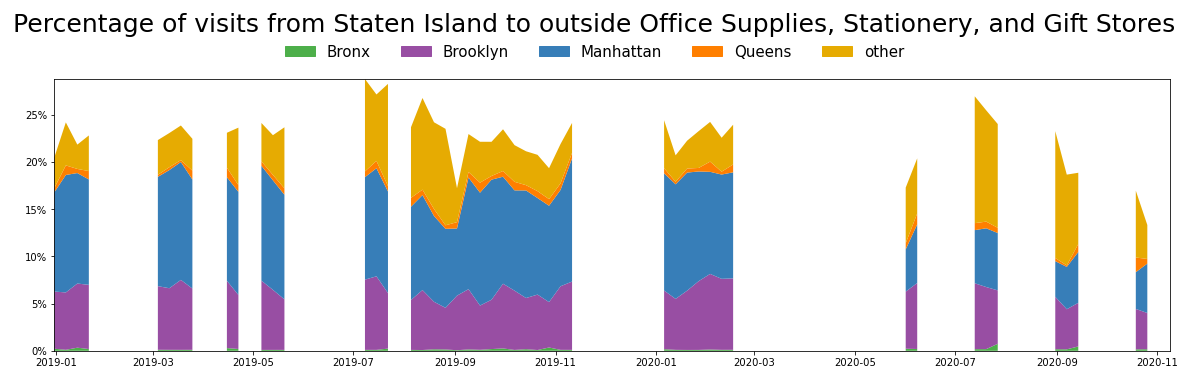 Percentage of visits from Staten Island to outside Office Supplies, Stationery, and Gift Stores
Bronx Brooklyn Manhattan Queens other
25%
20%
15%
10%
5%
0%
2019-01 2019-03 2019-05 2019-07 2019-09 2019-11 2020-01 2020-03 2020-05 2020-07 2020-09 2020-11